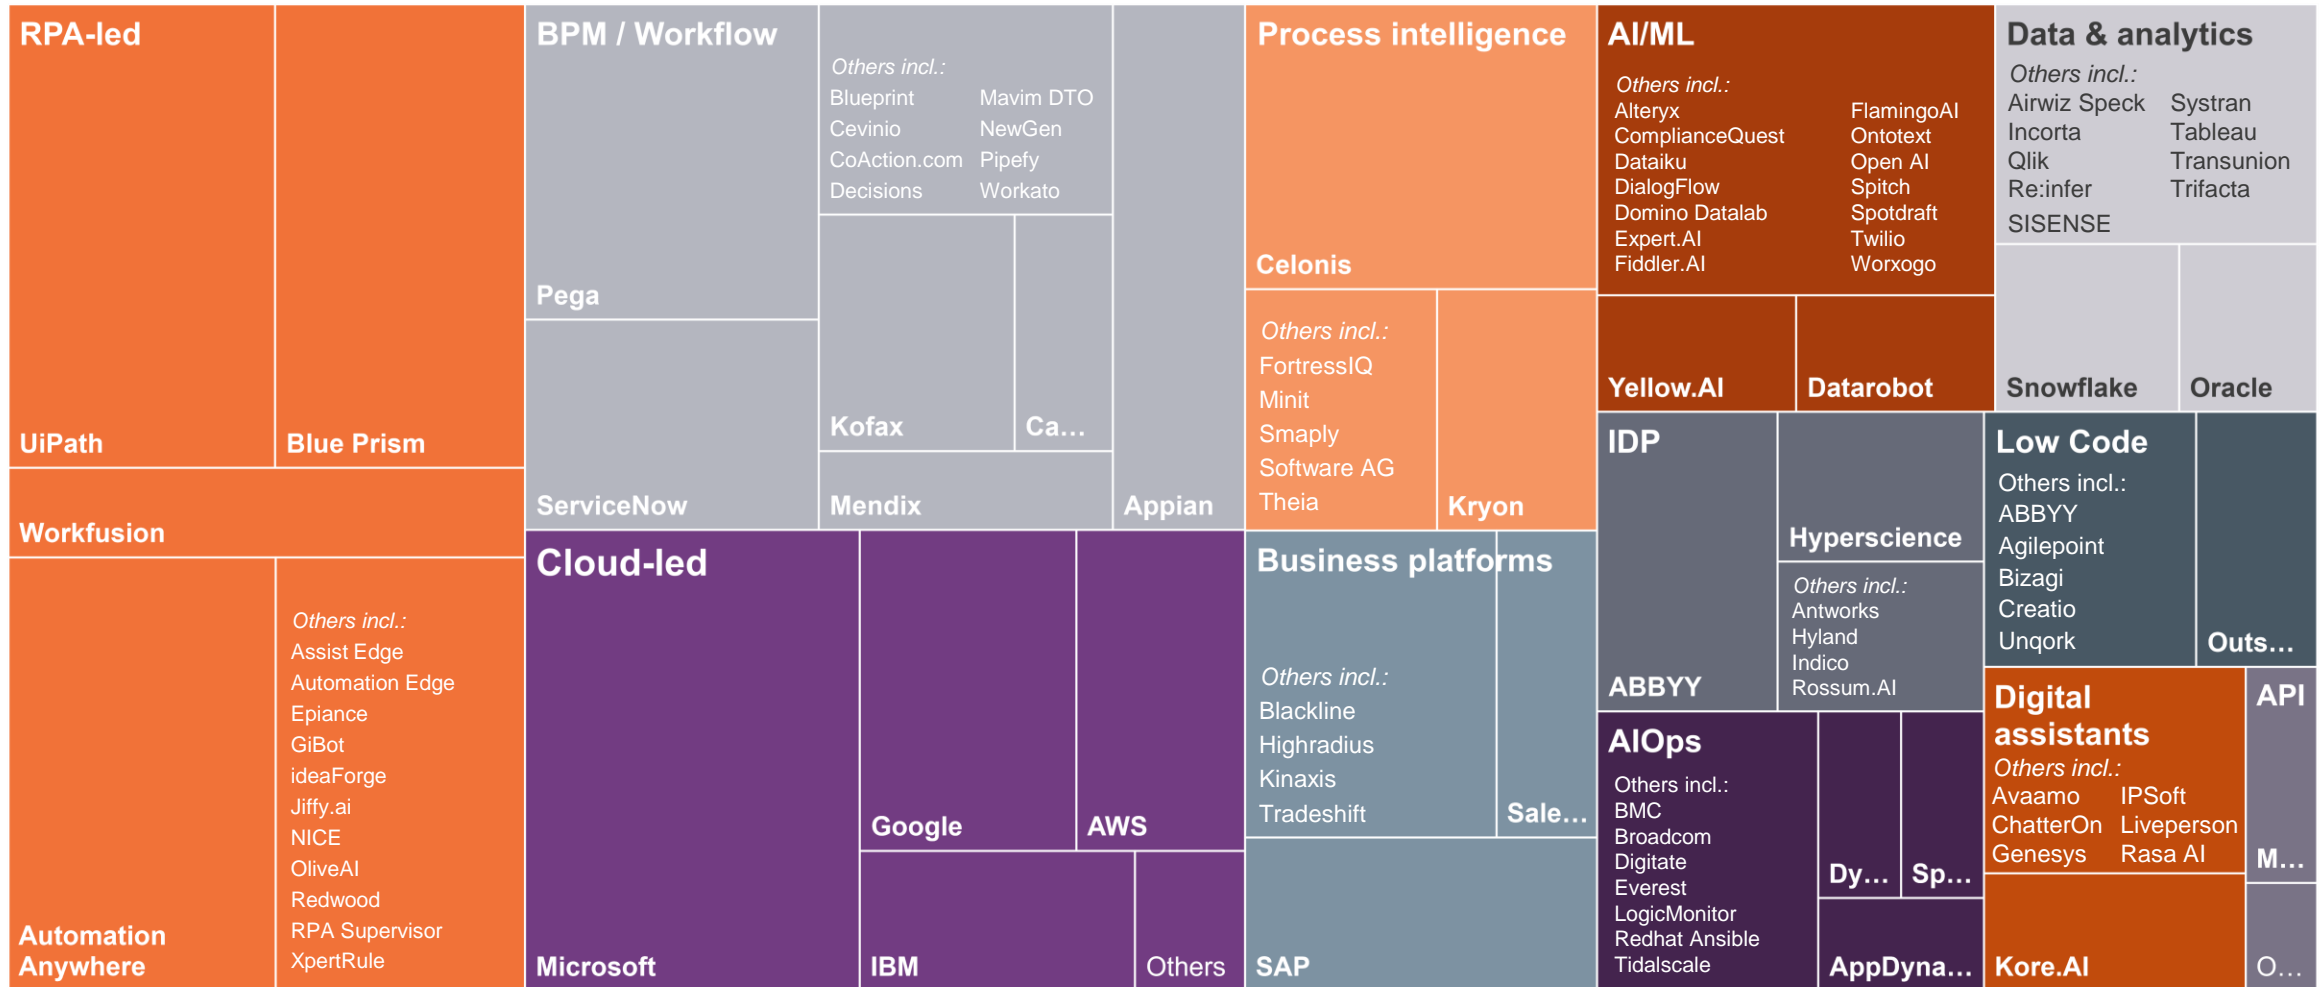 RPA-led
UiPath
Blue Prism
Workfusion
Automation
Anywhere
Others incl.:
Assist Edge
Automation Edge
Epiance
GiBot
ideaForge
Jiffy.ai
NICE
OliveAI
Redwood
RPA Supervisor
XpertRule
BPM / Workflow
Pega
ServiceNow
Others incl.:
Blueprint
Cevinio
CoAction.com
Decisions
Mavim DTO
NewGen
Pipefy
Workato
Kofax
Ca...
Mendix
Appian
Cloud-led
Microsoft
Google
AWS
IBM
Others
Process intelligence
Celonis
Others incl.:
FortressIQ
Minit
Smaply
Software AG
Theia
Kryon
Business platforms
Others incl.:
Blackline
Highradius
Kinaxis
Tradeshift
Sale...
SAP
AI/ML
Others incl.:
Alteryx
ComplianceQuest
Dataiku
DialogFlow
Domino Datalab
Expert.AI
Fiddler.AI
FlamingoAI
Ontotext
Open AI
Spitch
Spotdraft
Twilio
Worxogo
Yellow.AI
Datarobot
Data & analytics
Others incl.:
Airwiz Speck
Incorta
Qlik
Re:infer
SISENSE
Systran
Tableau
Transunion
Trifacta
Snowflake
Oracle
IDP
ABBYY
Hyperscience
Others incl.:
Antworks
Hyland
Indico
Rossum.AI
Low Code
Others incl.:
ABBYY
Agilepoint
Bizagi
Creatio
Unqork
Outs...
AIOps
Others incl.:
BMC
Broadcom
Digitate
Everest
LogicMonitor
Redhat Ansible
Tidalscale
Dy...
Sp...
AppDyna...
Digital
assistants
Others incl.:
Avaamo
ChatterOn
Genesys
IPSoft
Liveperson
Rasa AI
Kore.AI
API
M...
O...